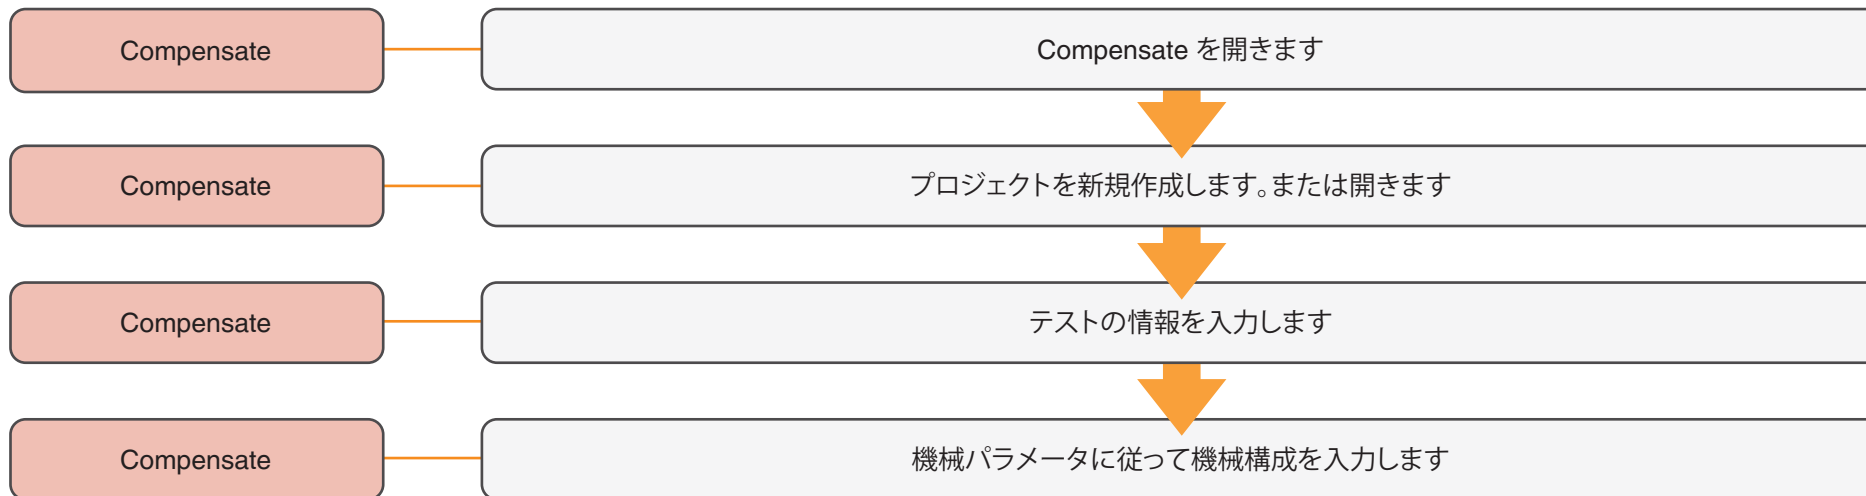 Compensate
Compensate を開きます
Compensate
プロジェクトを新規作成します。または開きます
Compensate
テストの情報を入力します
Compensate
機械パラメータに従って機械構成を入力します